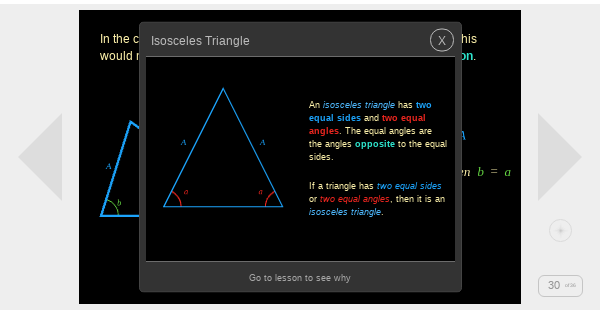 In the c
his
would r
on.
Isosceles Triangle
X
An isosceles triangle has two
equal sides and two equal
angles. The equal angles are
the angles opposite to the equal
sides.
If a triangle has two equal sides
or two equal angles, then it is an
isosceles triangle.
A
A
a
a
A
b
A
en b = a
Go to lesson to see why
30